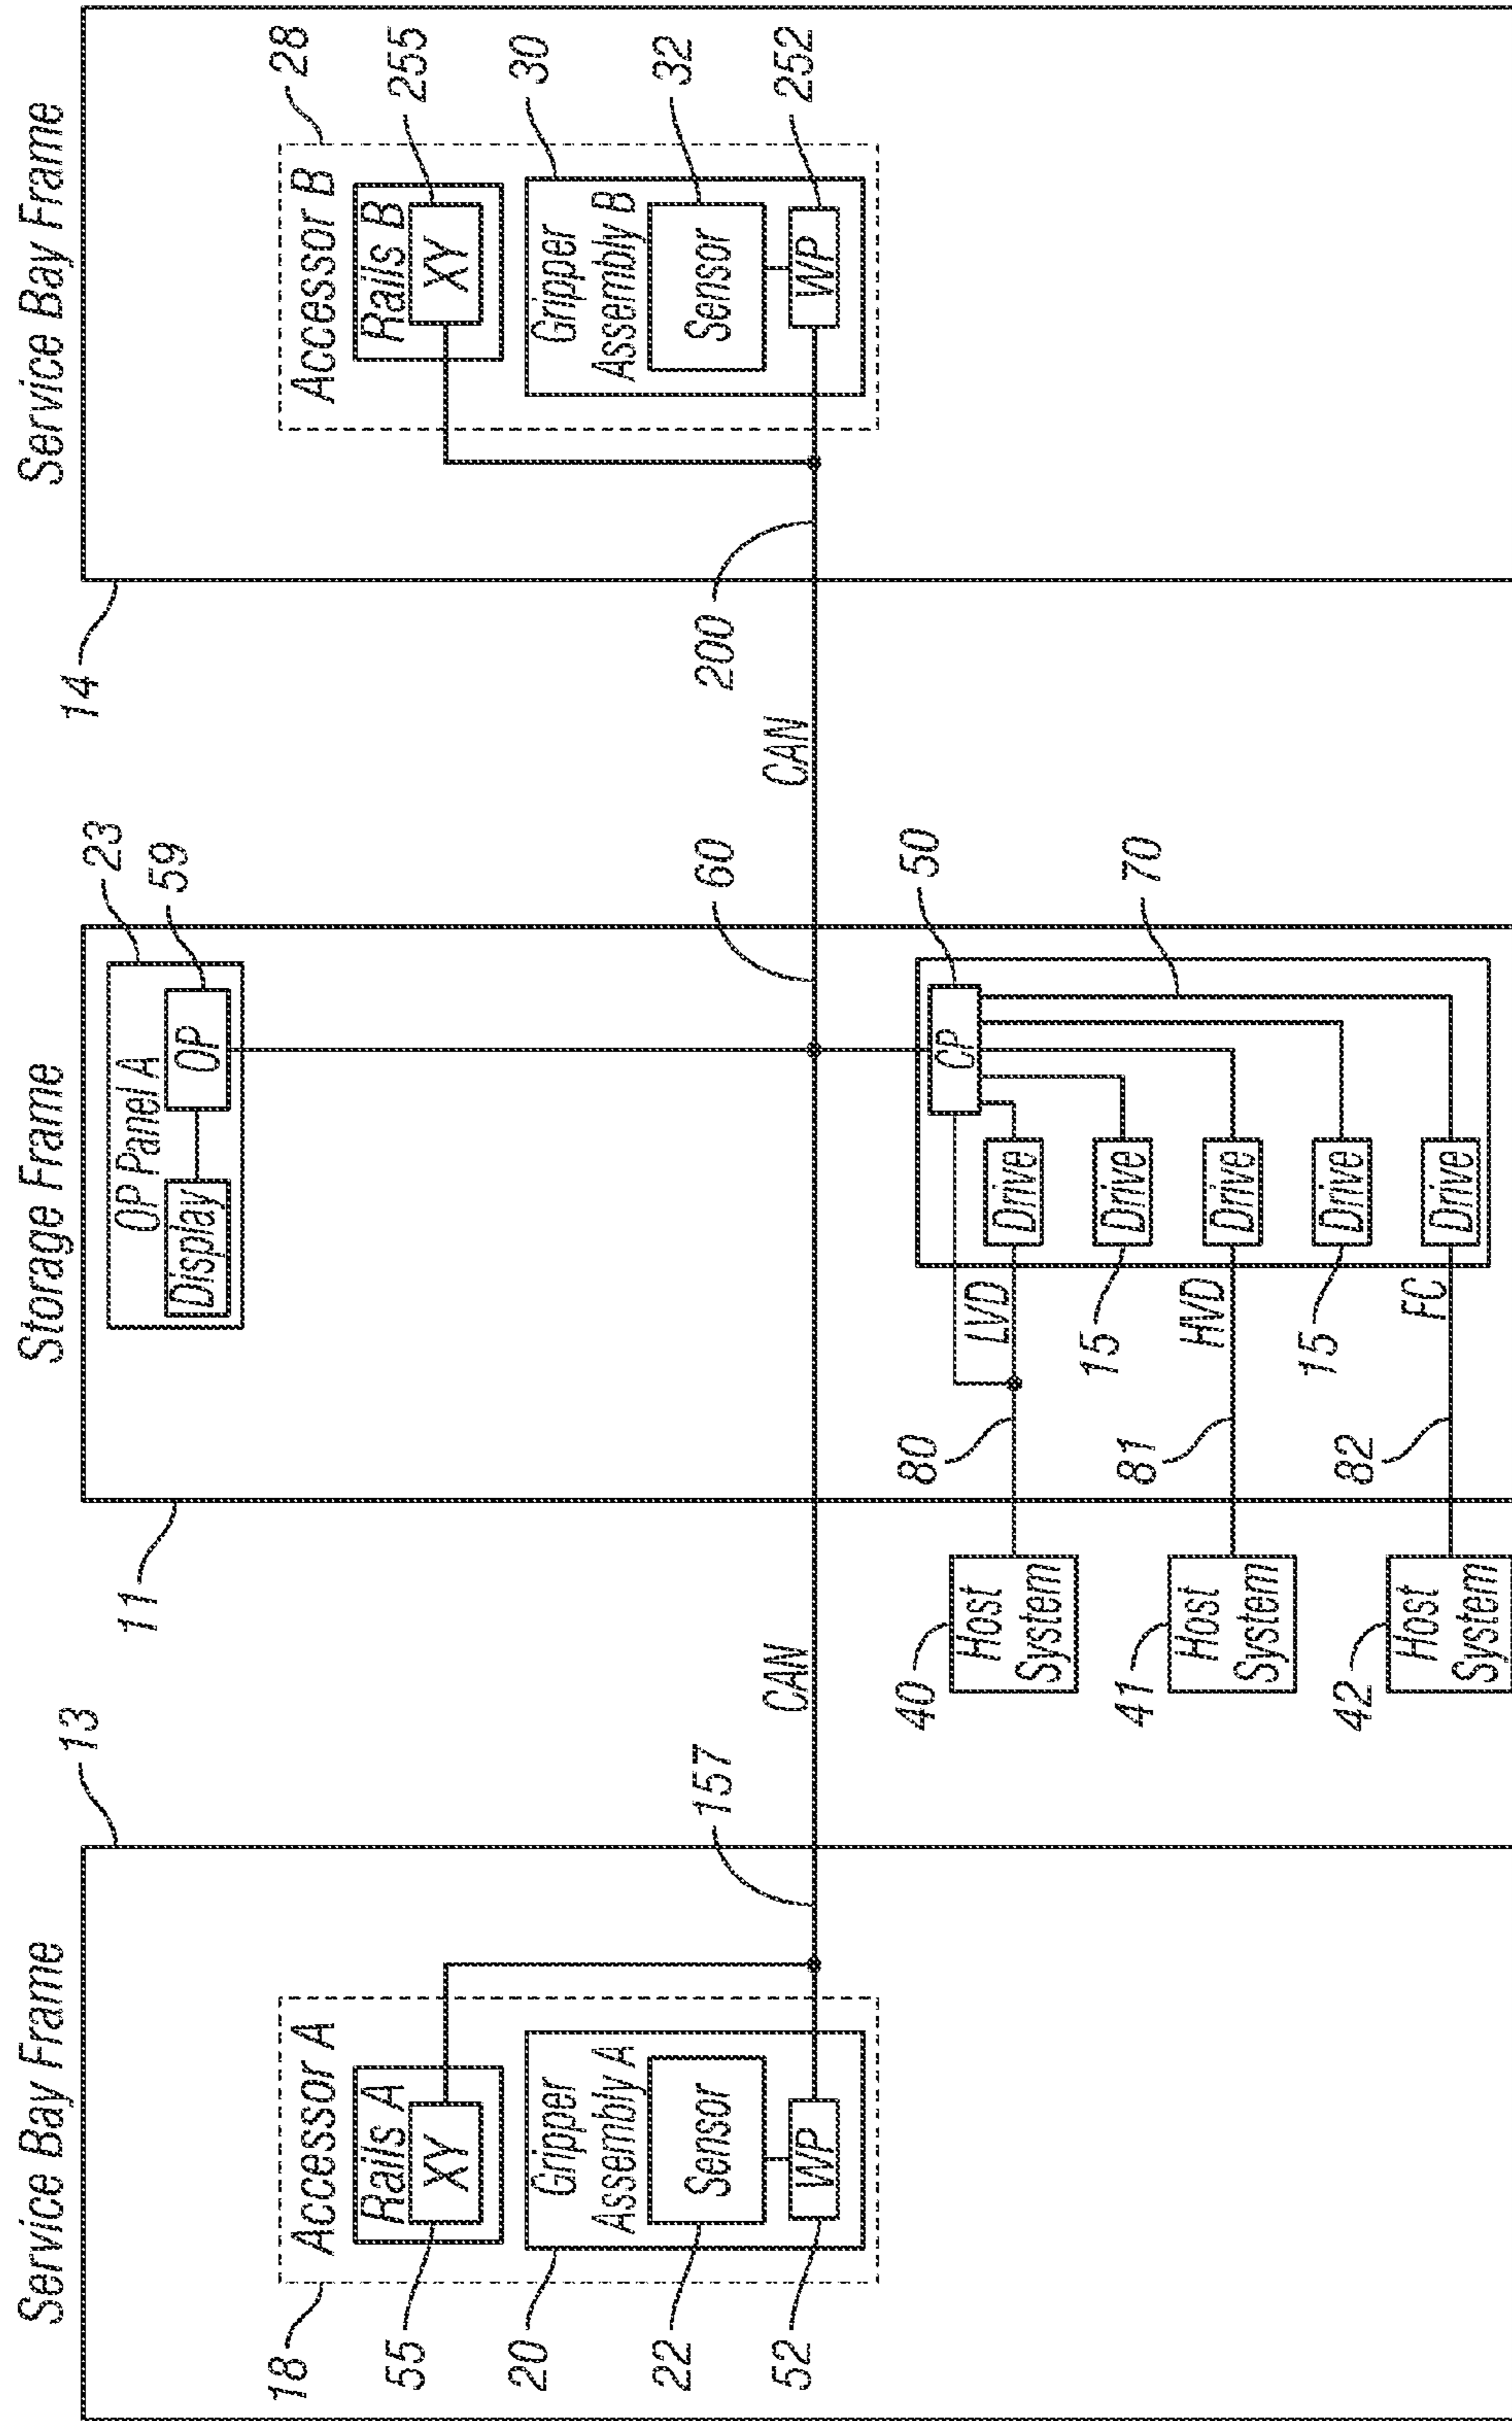 Service Bay Frame
13
Accessor A
18
Rails A
XY
55
Gripper
Assembly A
20
Sensor
22
WP
52
157
CAN
Storage Frame
11
OP Panel A
23
Display
OP
59
60
CP
50
70
Drive
LVD
80
Drive
15
Drive
HVD
81
Drive
15
Drive
FC
82
Host
System
40
Host
System
41
Host
System
42
CAN
200
Service Bay Frame
14
Accessor B
28
Rails B
XY
255
Gripper
Assembly B
30
Sensor
32
WP
252